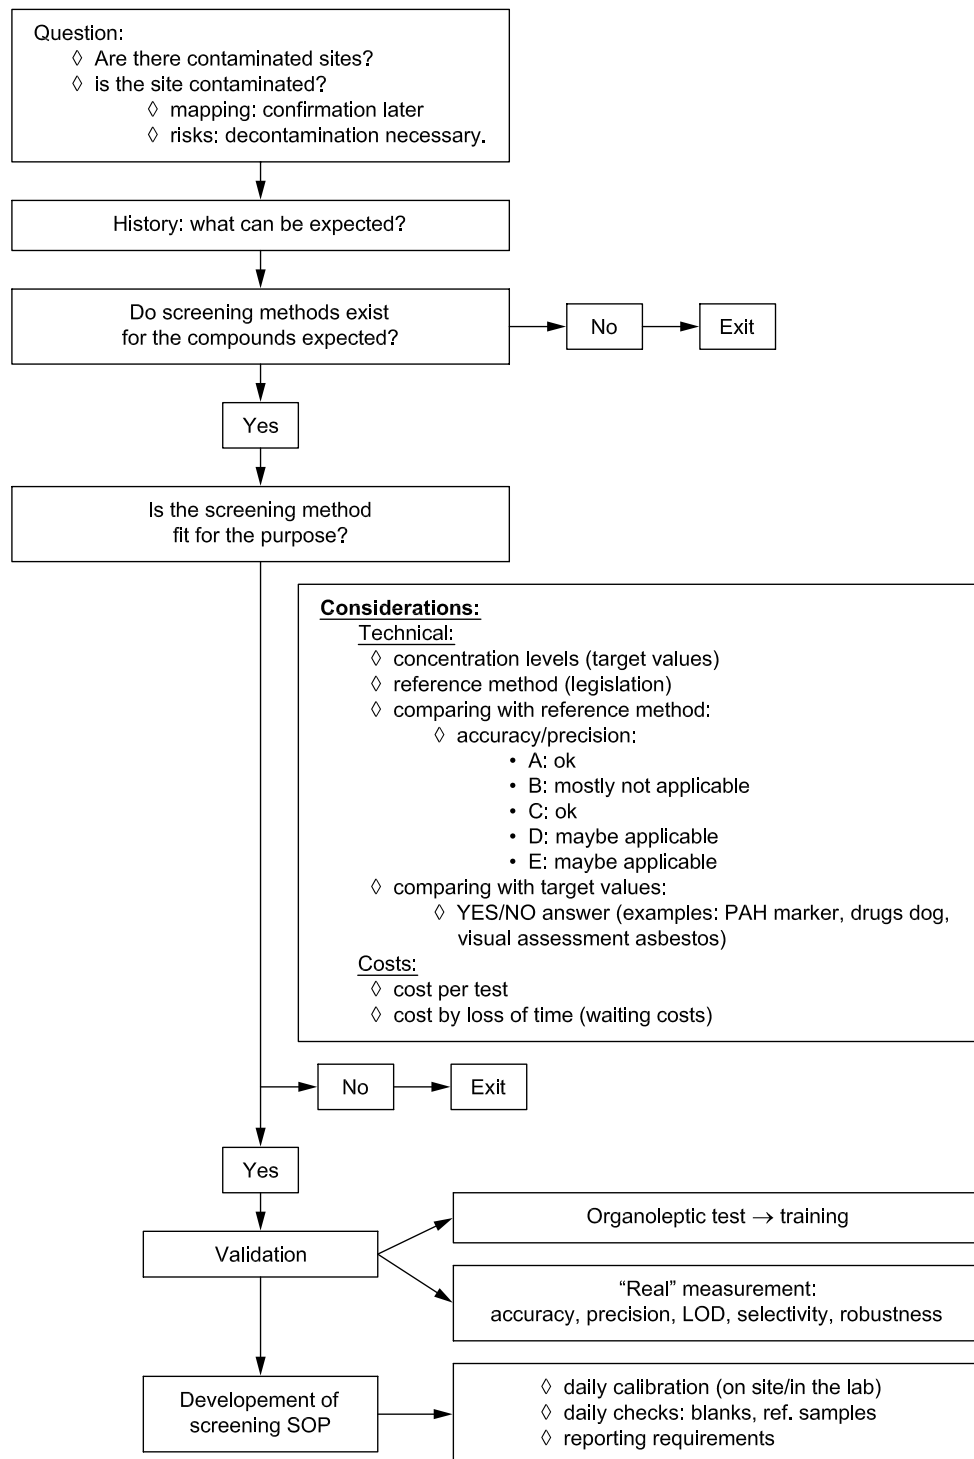 Question:
◊ Are there contaminated sites?
◊ is the site contaminated?
◊ mapping: confirmation later
◊ risks: decontamination necessary.
History: what can be expected?
Do screening methods exist
for the compounds expected?
No
Exit
Yes
Is the screening method
fit for the purpose?
Considerations:
Technical:
◊ concentration levels (target values)
◊ reference method (legislation)
◊ comparing with reference method:
◊ accuracy/precision:
• A: ok
• B: mostly not applicable
• C: ok
• D: maybe applicable
• E: maybe applicable
◊ comparing with target values:
◊ YES/NO answer (examples: PAH marker, drugs dog,
visual assessment asbestos)
Costs:
◊ cost per test
◊ cost by loss of time (waiting costs)
No
Exit
Yes
Validation
Organoleptic test → training
“Real” measurement:
accuracy, precision, LOD, selectivity, robustness
Developement of
screening SOP
◊ daily calibration (on site/in the lab)
◊ daily checks: blanks, ref. samples
◊ reporting requirements